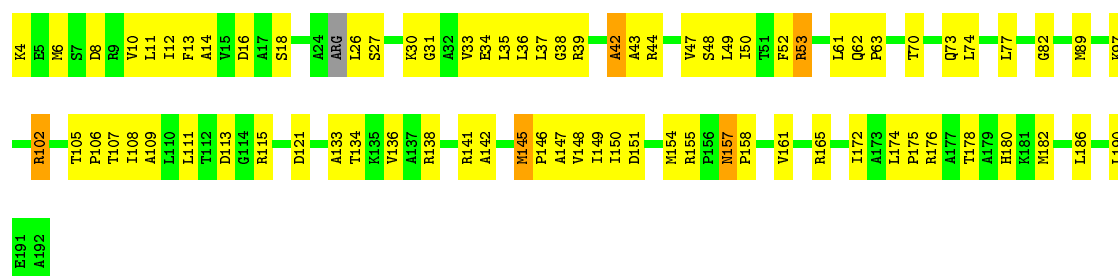 K4 E5 M6 S7 D8 R9 V10 L11 I12 F13 A14 V15 D16 A17 S18 A24 ARG L26 S27 K30 G31 A32 V33 E34 L35 L36 L37 G38 R39 A42 A43 R44 V47 S48 L49 I50 T51 F52 R53 L61 Q62 P63 T70 Q73 L74 L77 G82 M89
R102 T105 P106 T107 I108 A109 L110 L111 T112 D113 G114 R115 D121 A133 T134 K135 V136 A137 R138 R141 A142 M145 P146 A147 V148 I149 I150 D151 M154 R155 P156 N157 P158 V161 R165 I172 A173 L174 P175 R176 A177 T178 A179 H180 K181 M182 L186
E191 A192